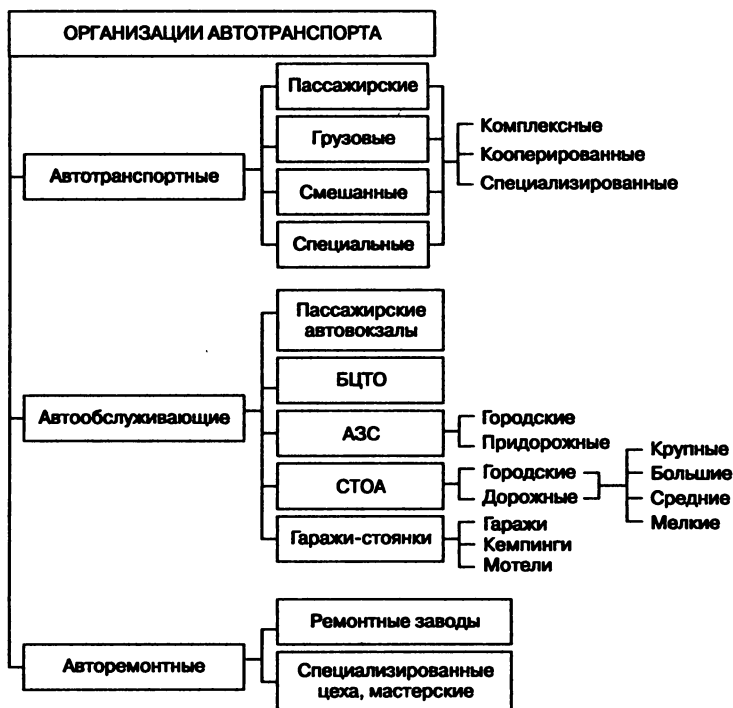 ОРГАНИЗАЦИИ АВТОТРАНСПОРТА
Автотранспортные
Пассажирские
Грузовые
Смешанные
Специальные
Комплексные
Кооперированные
Специализированные
Автообслуживающие
Пассажирские
автовокзалы
БЦТО
АЗС
Городские
Придорожные
СТОА
Городские
Дорожные
Крупные
Большие
Средние
Мелкие
Гаражи-стоянки
Гаражи
Кемпинги
Мотели
Авторемонтные
Ремонтные заводы
Специализированные
цеха, мастерские